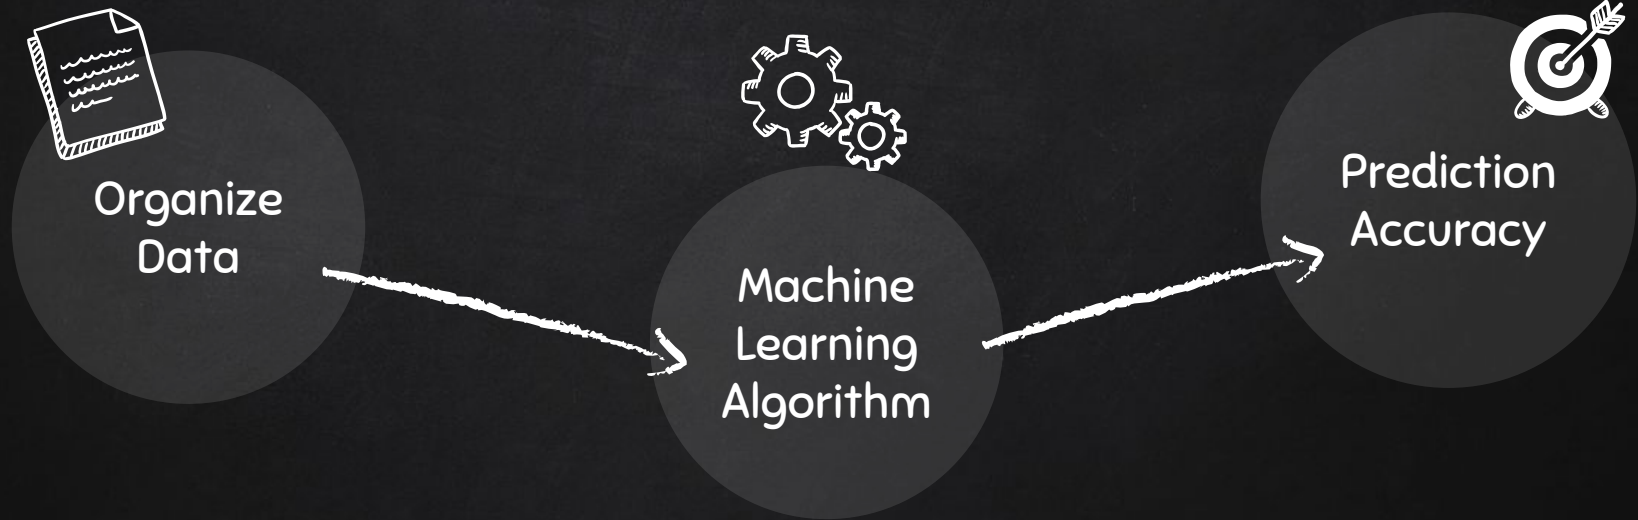 Organize
Data
Machine
Learning
Algorithm
Prediction
Accuracy